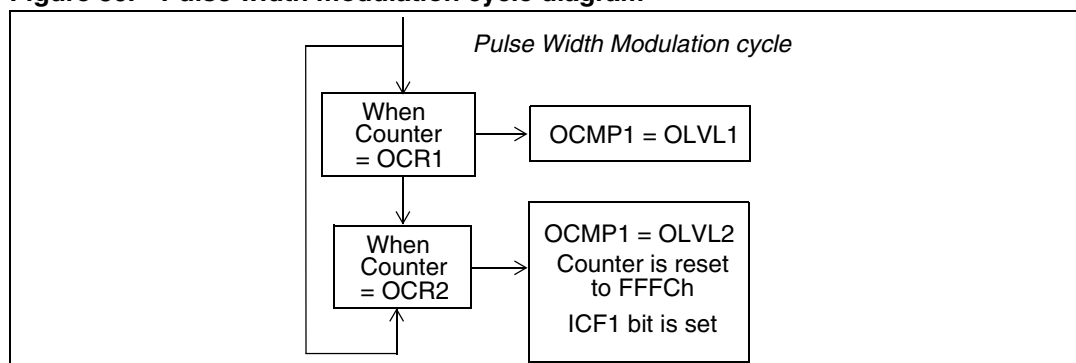 Figure Pulse width modulation cycle diagram
Pulse Width Modulation cycle
When
Counter
= OCR1
OCMP1 = OLVL1
When
Counter
= OCR2
OCMP1 = OLVL2
Counter is reset
to FFFCh
ICF1 bit is set